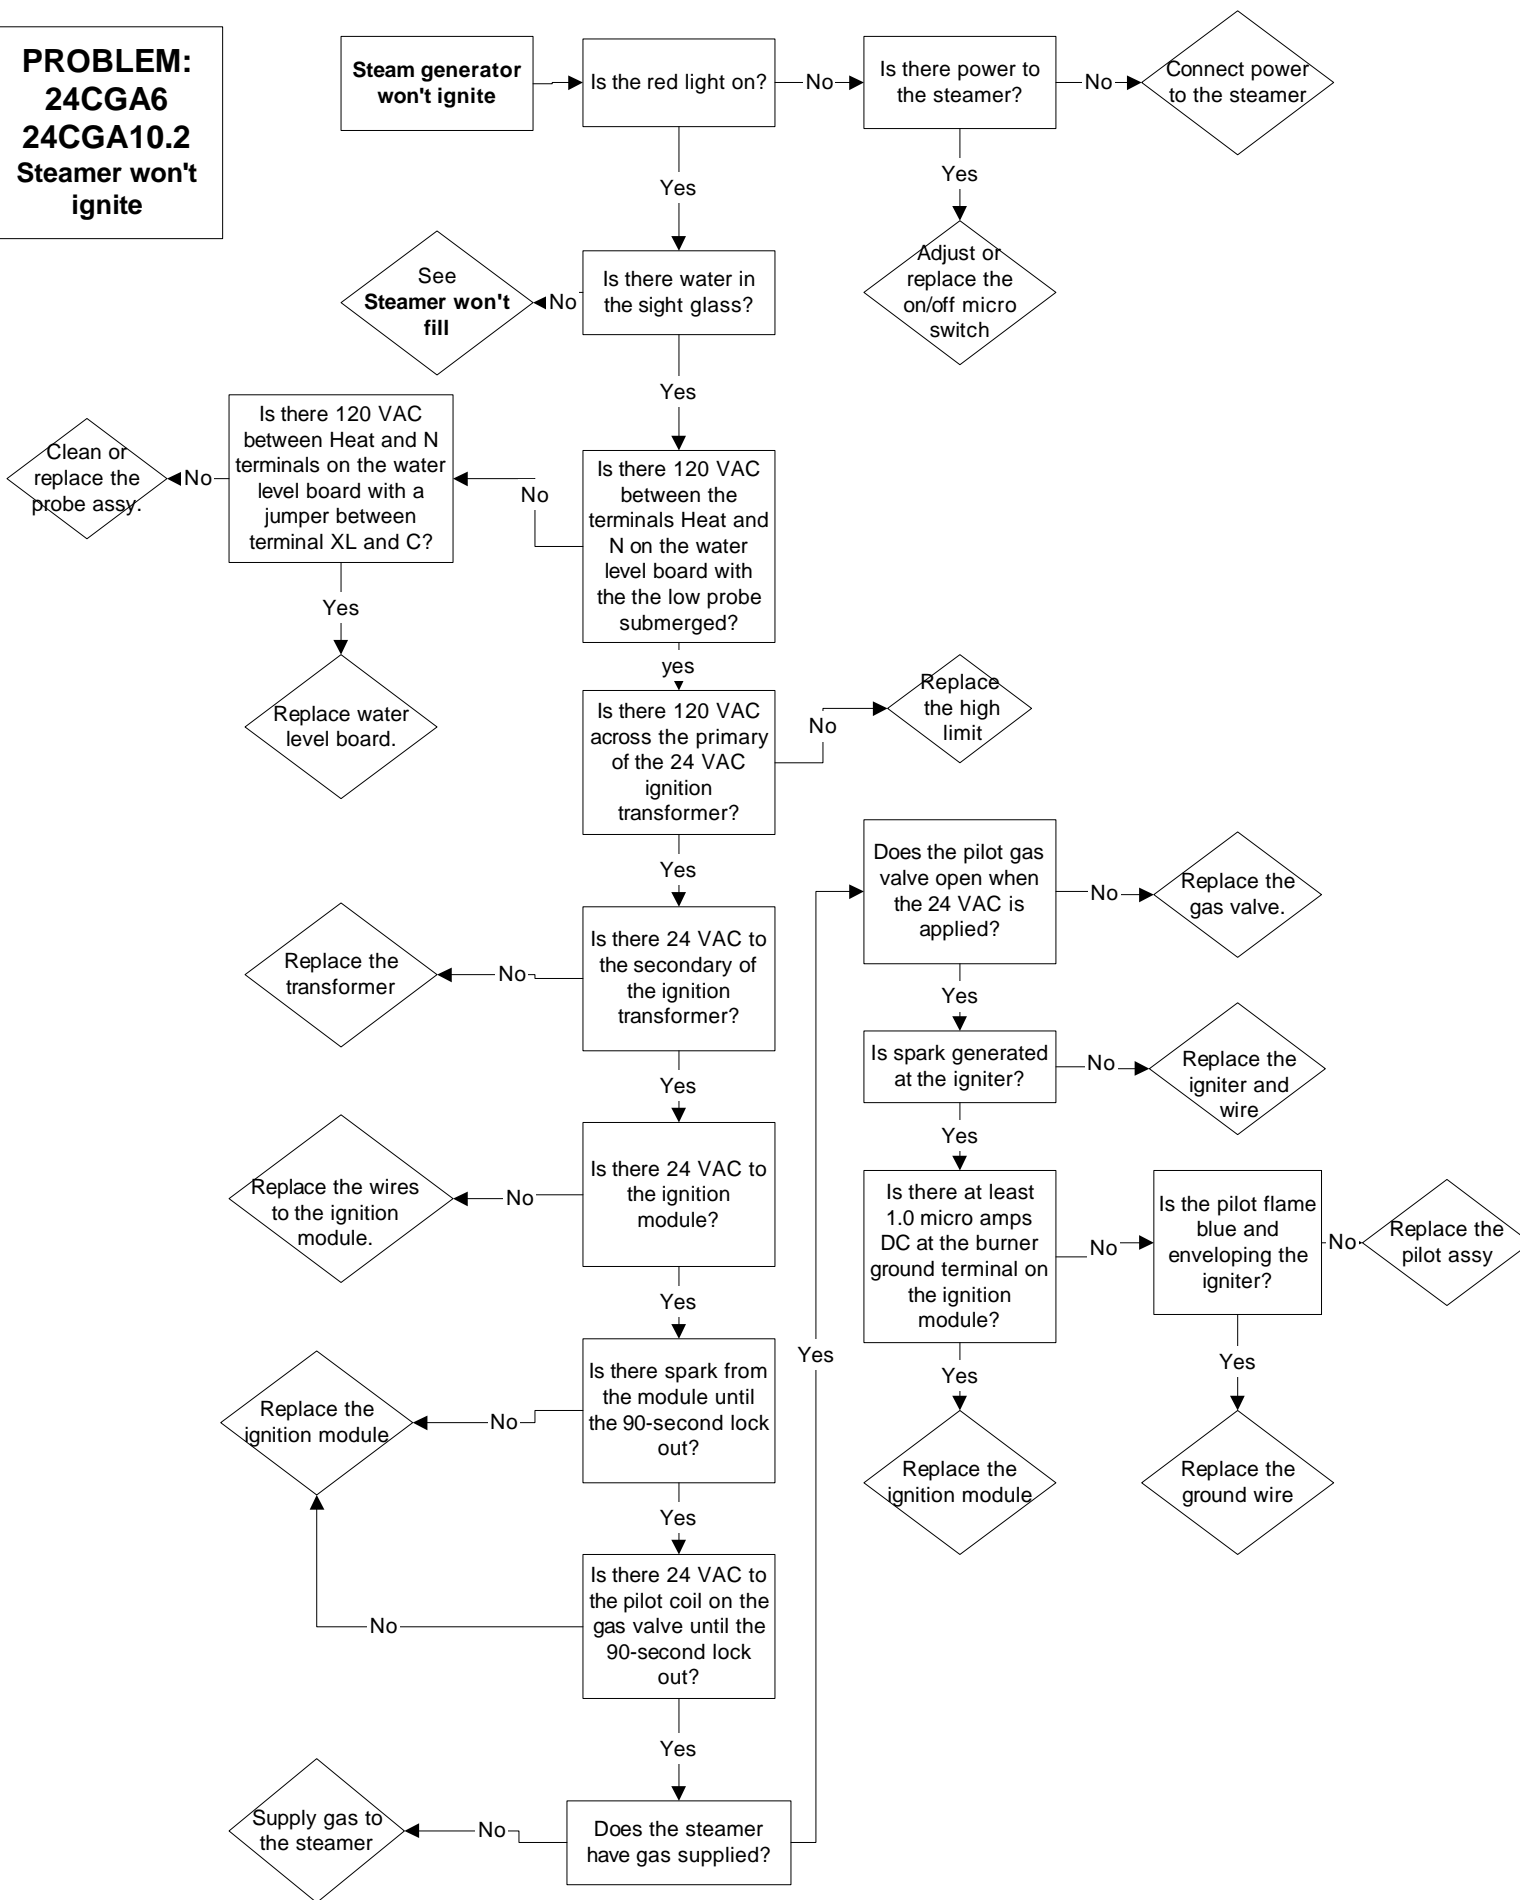 PROBLEM:
24CGA6
24CGA10.2
Steamer won't
ignite
Steam generator
won't ignite
Is the red light on?
No
Is there power to
the steamer?
No
Connect power
to the steamer
Yes
Yes
Adjust or
replace the
on/off micro
switch
Is there water in
the sight glass?
No
See
Steamer won't
fill
Yes
Is there 120 VAC
between the
terminals Heat and
N on the water
level board with
the the low probe
submerged?
No
Is there 120 VAC
between Heat and N
terminals on the water
level board with a
jumper between
terminal XL and C?
No
Clean or
replace the
probe assy.
Yes
Replace water
level board.
yes
Is there 120 VAC
across the primary
of the 24 VAC
ignition
transformer?
No
Replace
the high
limit
Yes
Is there 24 VAC to
the secondary of
the ignition
transformer?
No
Replace the
transformer
Yes
Is there 24 VAC to
the ignition
module?
No
Replace the wires
to the ignition
module.
Yes
Is there spark from
the module until
the 90-second lock
out?
No
Replace the
ignition module
Yes
Is there 24 VAC to
the pilot coil on the
gas valve until the
90-second lock
out?
No
Yes
Does the steamer
have gas supplied?
No
Supply gas to
the steamer
Yes
Does the pilot gas
valve open when
the 24 VAC is
applied?
No
Replace the
gas valve.
Yes
Is spark generated
at the igniter?
No
Replace the
igniter and
wire
Yes
Is there at least
1.0 micro amps
DC at the burner
ground terminal on
the ignition
module?
No
Is the pilot flame
blue and
enveloping the
igniter?
No
Replace the
pilot assy
Yes
Replace the
ignition module
Yes
Replace the
ground wire